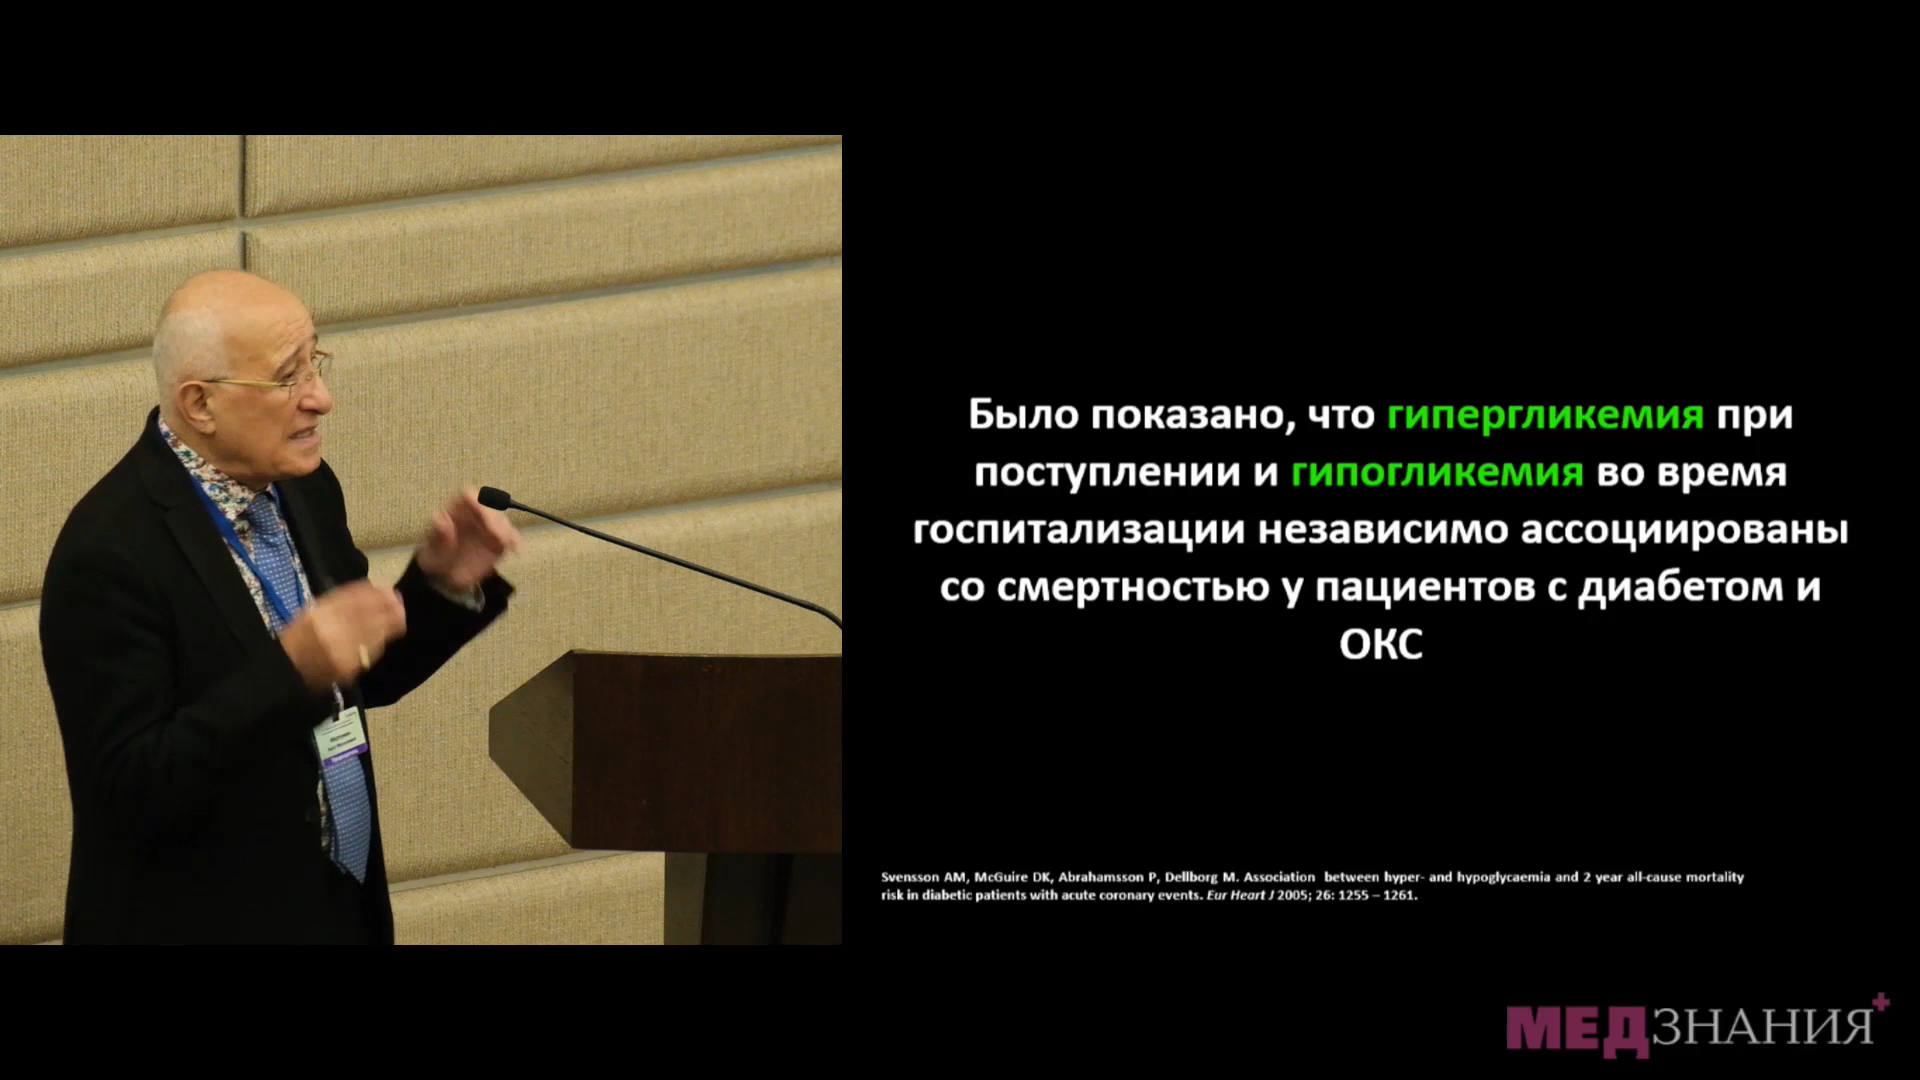 Было показано, что гипергликемия при
поступлении и гипогликемия во время
госпитализации независимо ассоциированы
со смертностью у пациентов с диабетом и
ОКС
Svensson AM, McGuire DK, Abrahamsson P, Dellborg M. Association between hyper- and hypoglycaemia and 2 year all-cause mortality
risk in diabetic patients with acute coronary events. Eur Heart J 2005; 26: 1255 – 1261.
МЕДЗНАНИЯ+